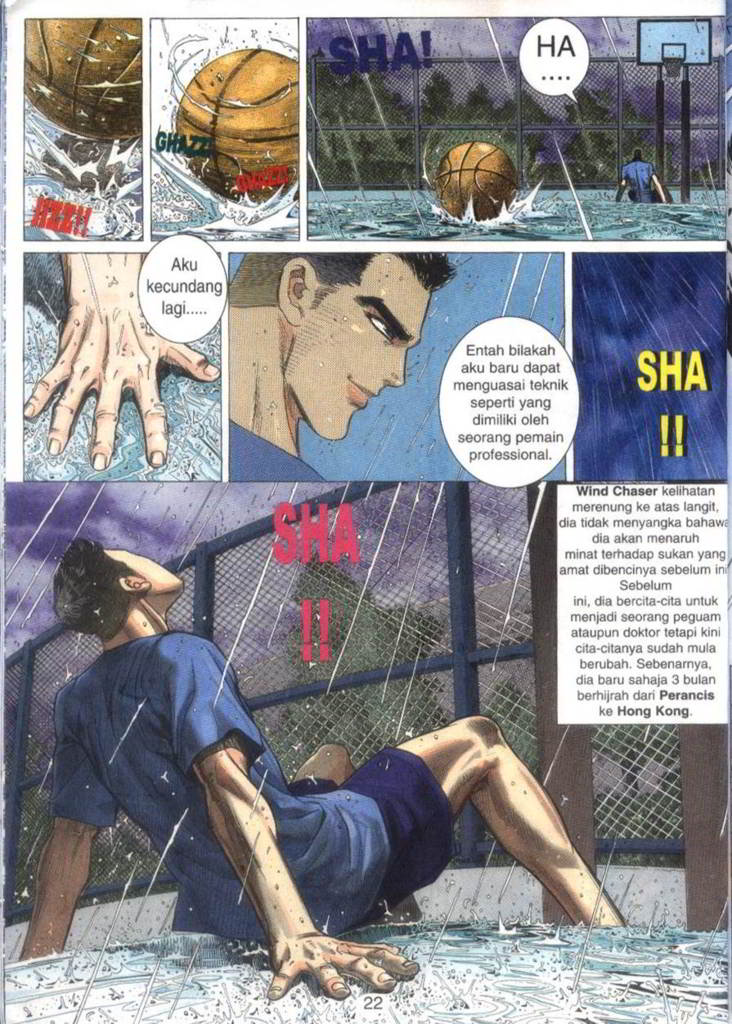 IIZZ!!
GHAZZ!
GHAZZ!
SHA!
HA
....
Aku
kecundang
lagi.....
Entah bilakah
aku baru dapat
menguasai teknik
seperti yang
dimiliki oleh
seorang pemain
professional.
SHA
!!
SHA
!!
Wind Chaser kelihatan
merenung ke atas langit,
dia tidak menyangka bahawa
dia akan menaruh
minat terhadap sukan yang
amat dibencinya sebelum ini
Sebelum
ini, dia bercita-cita untuk
menjadi seorang peguam
ataupun doktor tetapi kini
cita-citanya sudah mula
berubah. Sebenarnya,
dia baru sahaja 3 bulan
berhijrah dari Perancis
ke Hong Kong.
22